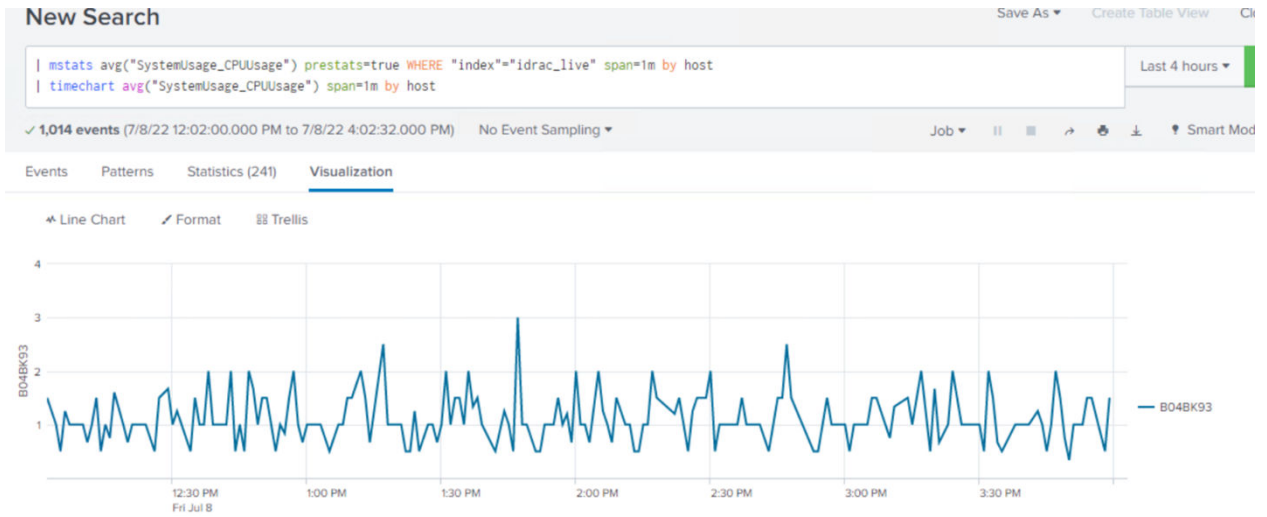 New Search
Save As ▾ Create Table View
| mstats avg("SystemUsage_CPUUsage") prestats=true WHERE "index"="idrac_live" span=1m by host
| timechart avg("SystemUsage_CPUUsage") span=1m by host
Last 4 hours ▾
✓ 1,014 events (7/8/22 12:02:00.000 PM to 7/8/22 4:02:32.000 PM) No Event Sampling ▾
Job ▾ Smart Mod
Events Patterns Statistics (241) Visualization
Line Chart Format Trellis
4
3
2
1
B04BK93
B04BK93
12:30 PM 1:00 PM 1:30 PM 2:00 PM 2:30 PM 3:00 PM 3:30 PM
Fri Jul 8